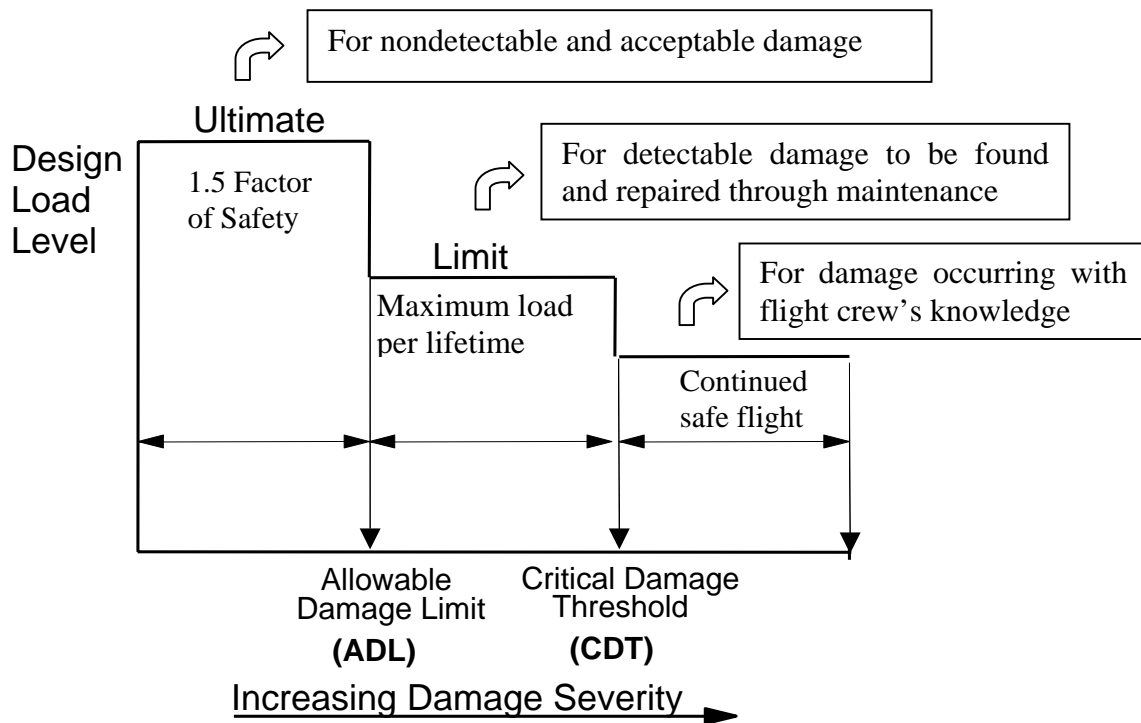 For nondetectable and acceptable damage
Ultimate
Design
Load
Level
1.5 Factor
of Safety
For detectable damage to be found
and repaired through maintenance
Limit
Maximum load
per lifetime
For damage occurring with
flight crew's knowledge
Continued
safe flight
Allowable
Damage Limit
(ADL)
Critical Damage
Threshold
(CDT)
Increasing Damage Severity